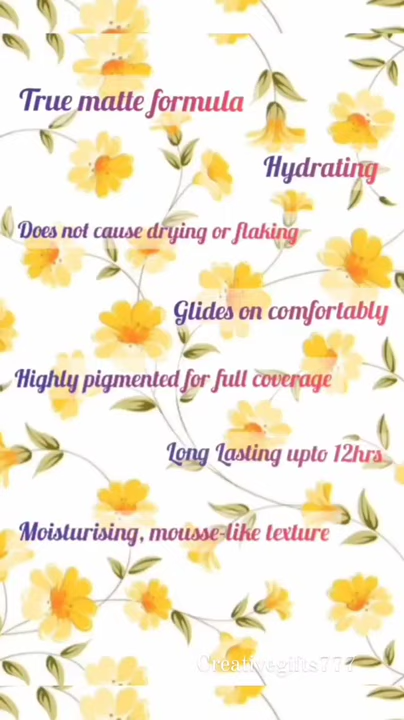 True matte formula
Hydrating
Does not cause drying or flaking
Glides on comfortably
Highly pigmented for full coverage
Long Lasting upto 12hrs
Moisturising, mousse-like texture
Creativegifts777